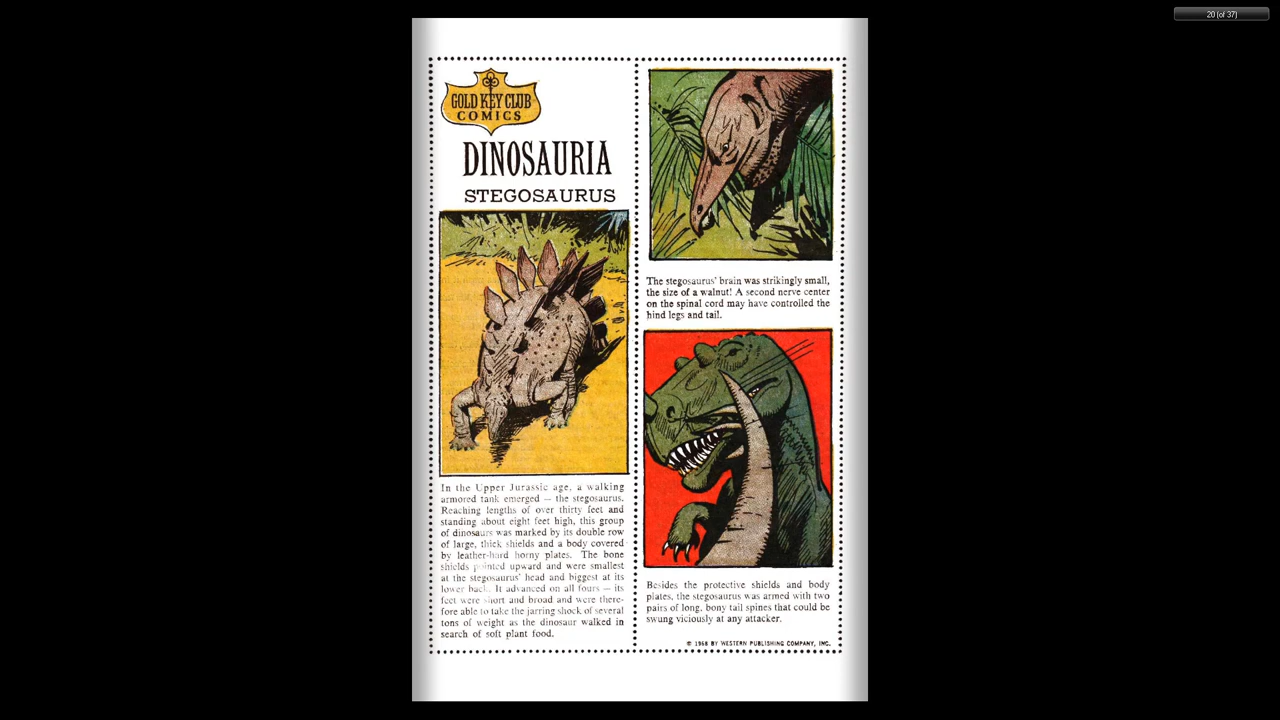 20 (of 37)
GOLD KEY CLUB
COMICS
DINOSAURIA
STEGOSAURUS
In the Upper Jurassic age, a walking
armored tank emerged — the stegosaurus.
Reaching lengths of over thirty feet and
standing about eight feet high, this group
of dinosaurs was marked by its double row
of large, thick shields and a body covered
by leather-hard horny plates. The bone
shields pointed upward and were smallest
at the stegosaurus' head and biggest at its
lower back. It advanced on all fours — its
feet were short and broad and were there-
fore able to take the jarring shock of several
tons of weight as the dinosaur walked in
search of soft plant food.
The stegosaurus' brain was strikingly small,
the size of a walnut! A second nerve center
on the spinal cord may have controlled the
hind legs and tail.
Besides the protective shields and body
plates, the stegosaurus was armed with two
pairs of long, bony tail spines that could be
swung viciously at any attacker.
© 1968 BY WESTERN PUBLISHING COMPANY, INC.